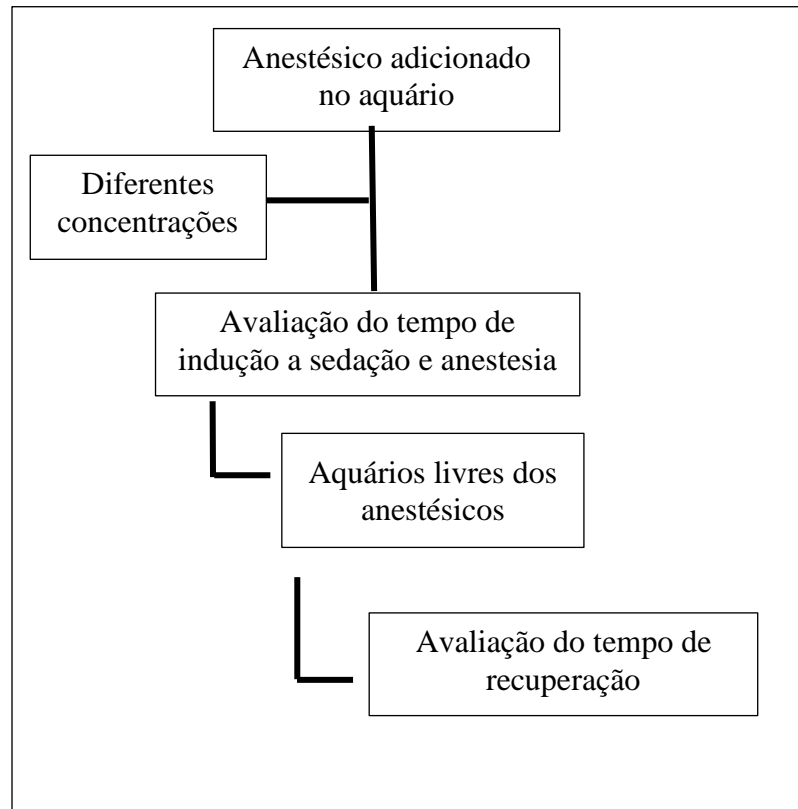 Anestésico adicionado
no aquário
Diferentes
concentrações
Avaliação do tempo de
indução a sedação e anestesia
Aquários livres dos
anestésicos
Avaliação do tempo de
recuperação